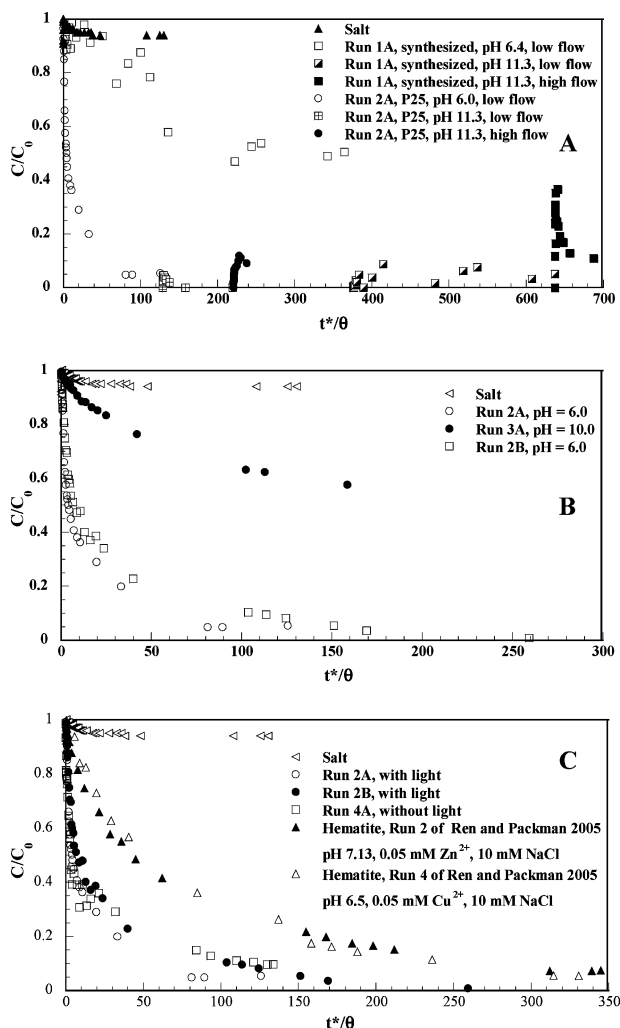 1
0.8
0.6
0.4
0.2
0
C/C0
Salt
Run 1A, synthesized, pH 6.4, low flow
Run 1A, synthesized, pH 11.3, low flow
Run 1A, synthesized, pH 11.3, high flow
Run 2A, P25, pH 6.0, low flow
Run 2A, P25, pH 11.3, low flow
Run 2A, P25, pH 11.3, high flow
A
0 100 200 300 400 500 600 700
t*/θ
1
0.8
0.6
0.4
0.2
0
C/C0
Salt
Run 2A, pH = 6.0
Run 3A, pH = 10.0
Run 2B, pH = 6.0
B
0 50 100 150 200 250 300
t*/θ
1
0.8
0.6
0.4
0.2
0
C/C0
C
Salt
Run 2A, with light
Run 2B, with light
Run 4A, without light
Hematite, Run 2 of Ren and Packman 2005
pH 7.13, 0.05 mM Zn2+, 10 mM NaCl
Hematite, Run 4 of Ren and Packman 2005
pH 6.5, 0.05 mM Cu2+, 10 mM NaCl
0 50 100 150 200 250 300 350
t*/θ